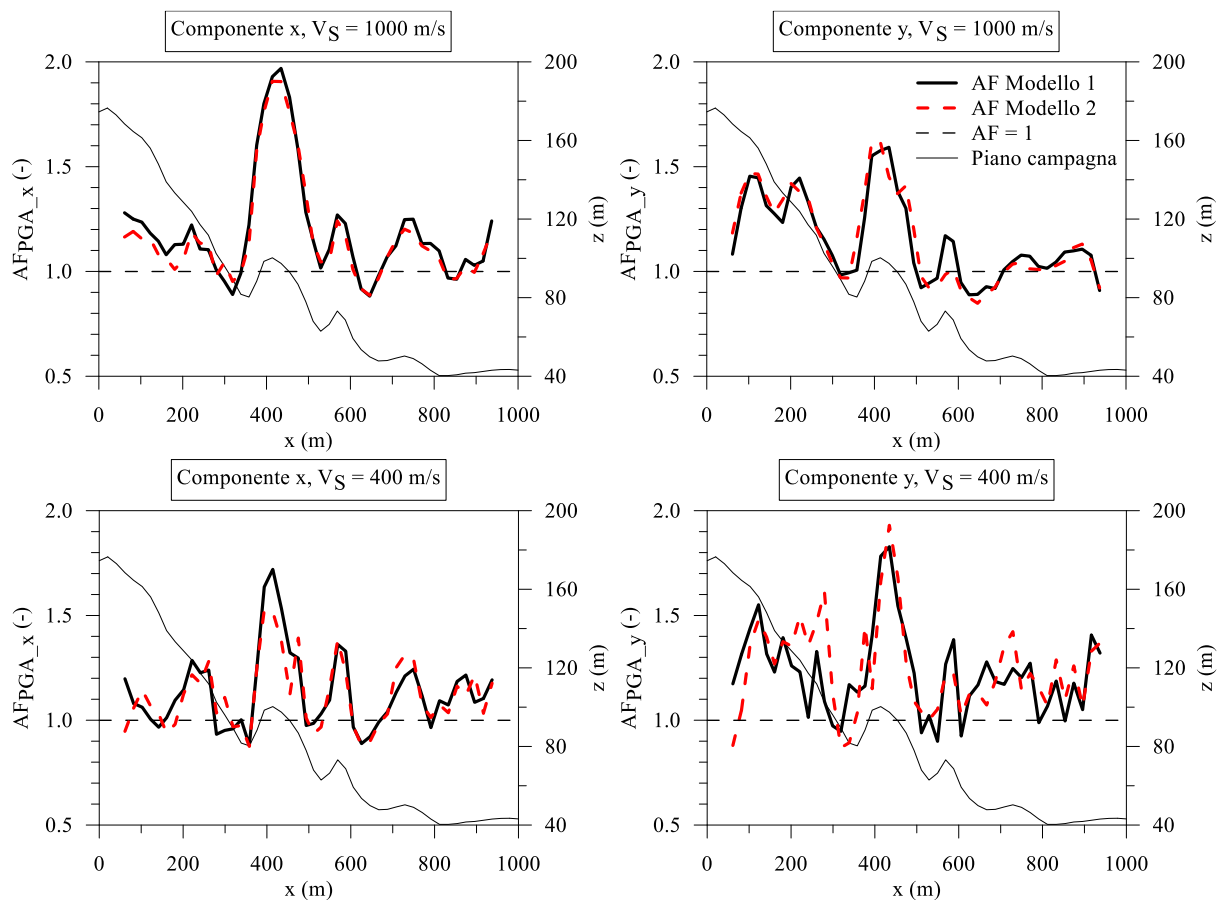 Componente x, VS = 1000 m/s
2.0
1.5
1.0
0.5
AFPGA_x (-)
200
160
120
80
40
z (m)
0 200 400 600 800 1000
x (m)
Componente y, VS = 1000 m/s
AF Modello 1
AF Modello 2
AF = 1
Piano campagna
2.0
1.5
1.0
0.5
AFPGA_y (-)
200
160
120
80
40
z (m)
0 200 400 600 800 1000
x (m)
Componente x, VS = 400 m/s
2.0
1.5
1.0
0.5
AFPGA_x (-)
200
160
120
80
40
z (m)
0 200 400 600 800 1000
x (m)
Componente y, VS = 400 m/s
2.0
1.5
1.0
0.5
AFPGA_y (-)
200
160
120
80
40
z (m)
0 200 400 600 800 1000
x (m)